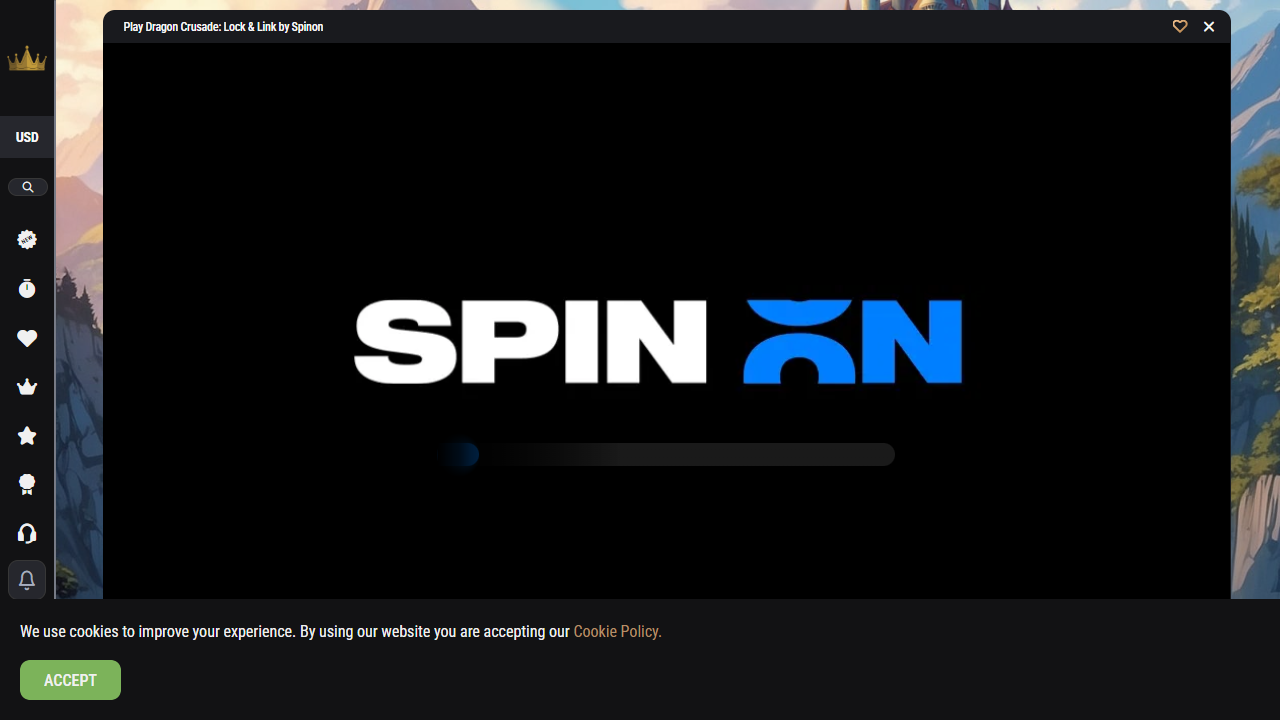 Play Dragon Crusade: Lock & Link by Spinon
USD
NEW
SPIN ON
We use cookies to improve your experience. By using our website you are accepting our Cookie Policy.
ACCEPT